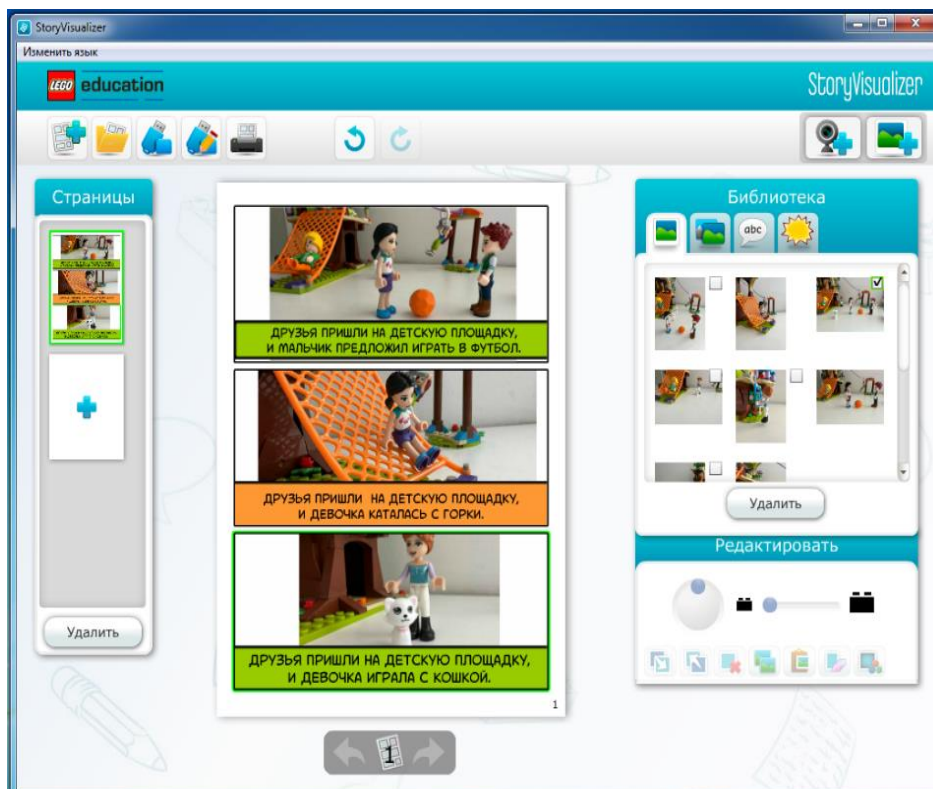 StoryVisualizer
Изменить язык
LEGO education
StoryVisualizer
Страницы
Удалить
ДРУЗЬЯ ПРИШЛИ НА ДЕТСКУЮ ПЛОЩАДКУ,
И МАЛЬЧИК ПРЕДЛОЖИЛ ИГРАТЬ В ФУТБОЛ.
ДРУЗЬЯ ПРИШЛИ НА ДЕТСКУЮ ПЛОЩАДКУ,
И ДЕВОЧКА КАТАЛАСЬ С ГОРКИ.
ДРУЗЬЯ ПРИШЛИ НА ДЕТСКУЮ ПЛОЩАДКУ,
И ДЕВОЧКА ИГРАЛА С КОШКОЙ.
1
1
Библиотека
abc
Удалить
Редактировать